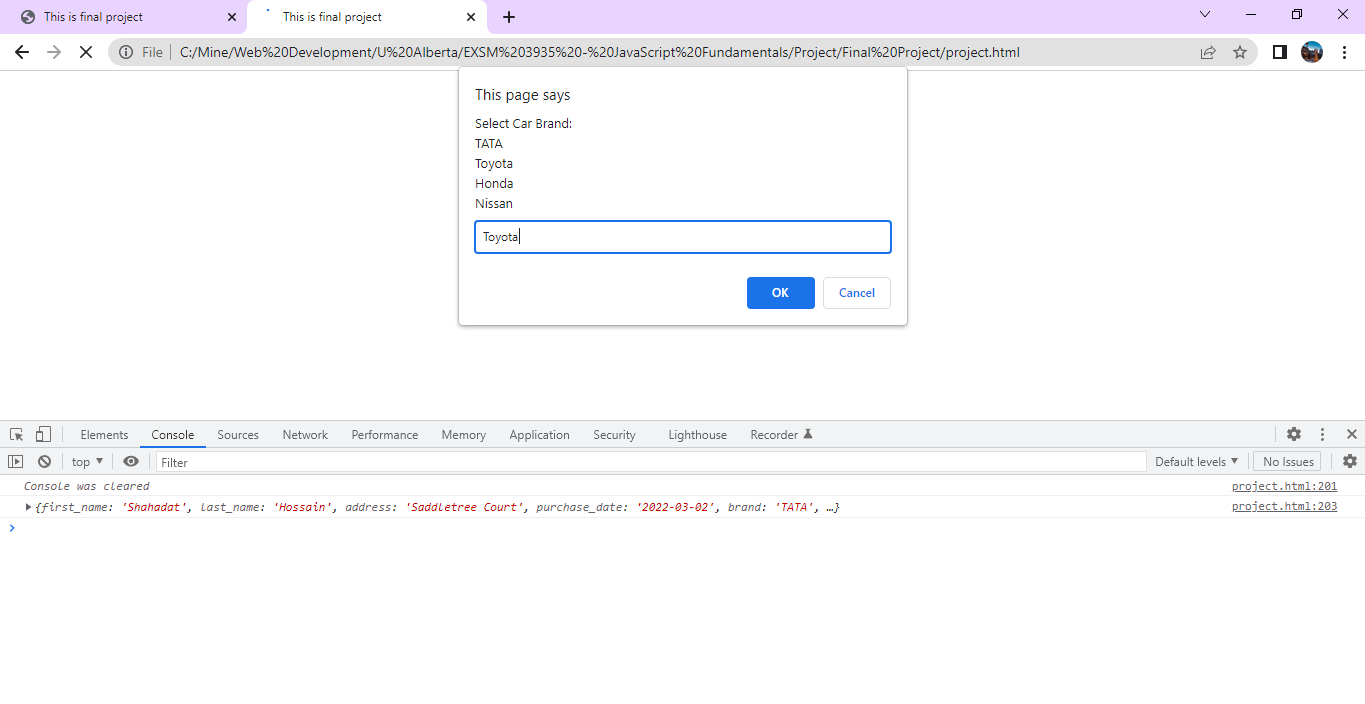 This is final project
This is final project
File
C:/Mine/Web%20Development/U%20Alberta/EXSM%203935%20-%20JavaScript%20Fundamentals/Project/Final%20Project/project.html
This page says
Select Car Brand:
TATA
Toyota
Honda
Nissan
Toyota
OK Cancel
Elements Console Sources Network Performance Memory Application Security Lighthouse Recorder
top Filter Default levels No Issues
Console was cleared project.html:201
{first_name: 'Shahadat', last_name: 'Hossain', address: 'Saddletree Court', purchase_date: '2022-03-02', brand: 'TATA', …} project.html:203